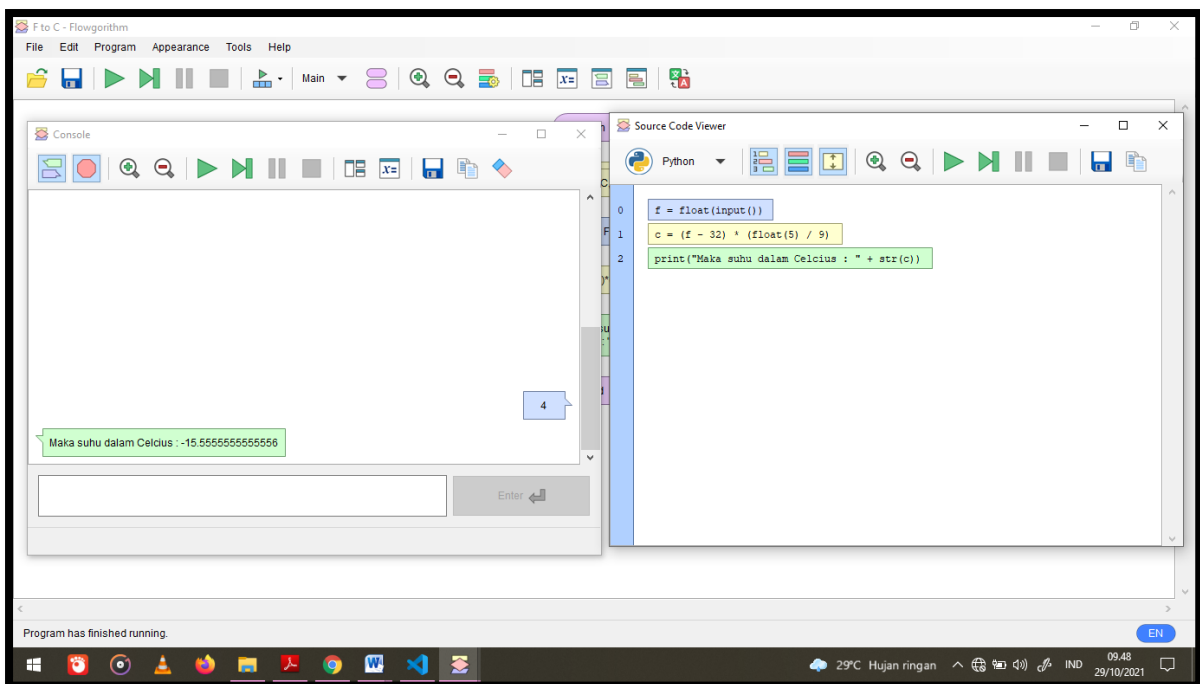 F to C - Flowgorithm
File Edit Program Appearance Tools Help
Main
Console
4
Maka suhu dalam Celcius : -15.5555555555556
Enter
Source Code Viewer
Python
0 f = float(input())
1 c = (f - 32) * (float(5) / 9)
2 print("Maka suhu dalam Celcius : " + str(c))
Program has finished running.
EN
29°C Hujan ringan
IND
09.48
29/10/2021